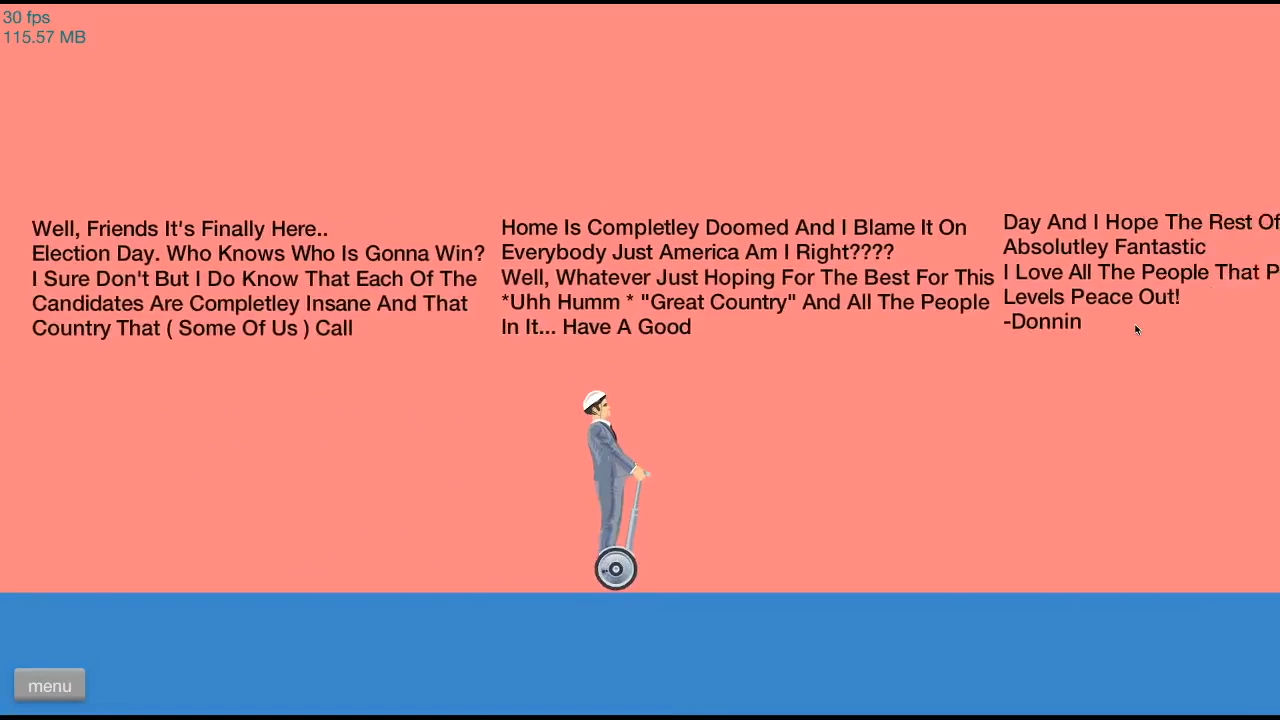 30 fps
115.57 MB
Well, Friends It's Finally Here..
Election Day. Who Knows Who Is Gonna Win?
I Sure Don't But I Do Know That Each Of The
Candidates Are Completley Insane And That
Country That ( Some Of Us ) Call
Home Is Completley Doomed And I Blame It On
Everybody Just America Am I Right????
Well, Whatever Just Hoping For The Best For This
*Uhh Humm * "Great Country" And All The People
In It... Have A Good
Day And I Hope The Rest Of
Absolutley Fantastic
I Love All The People That P
Levels Peace Out!
-Donnin
menu